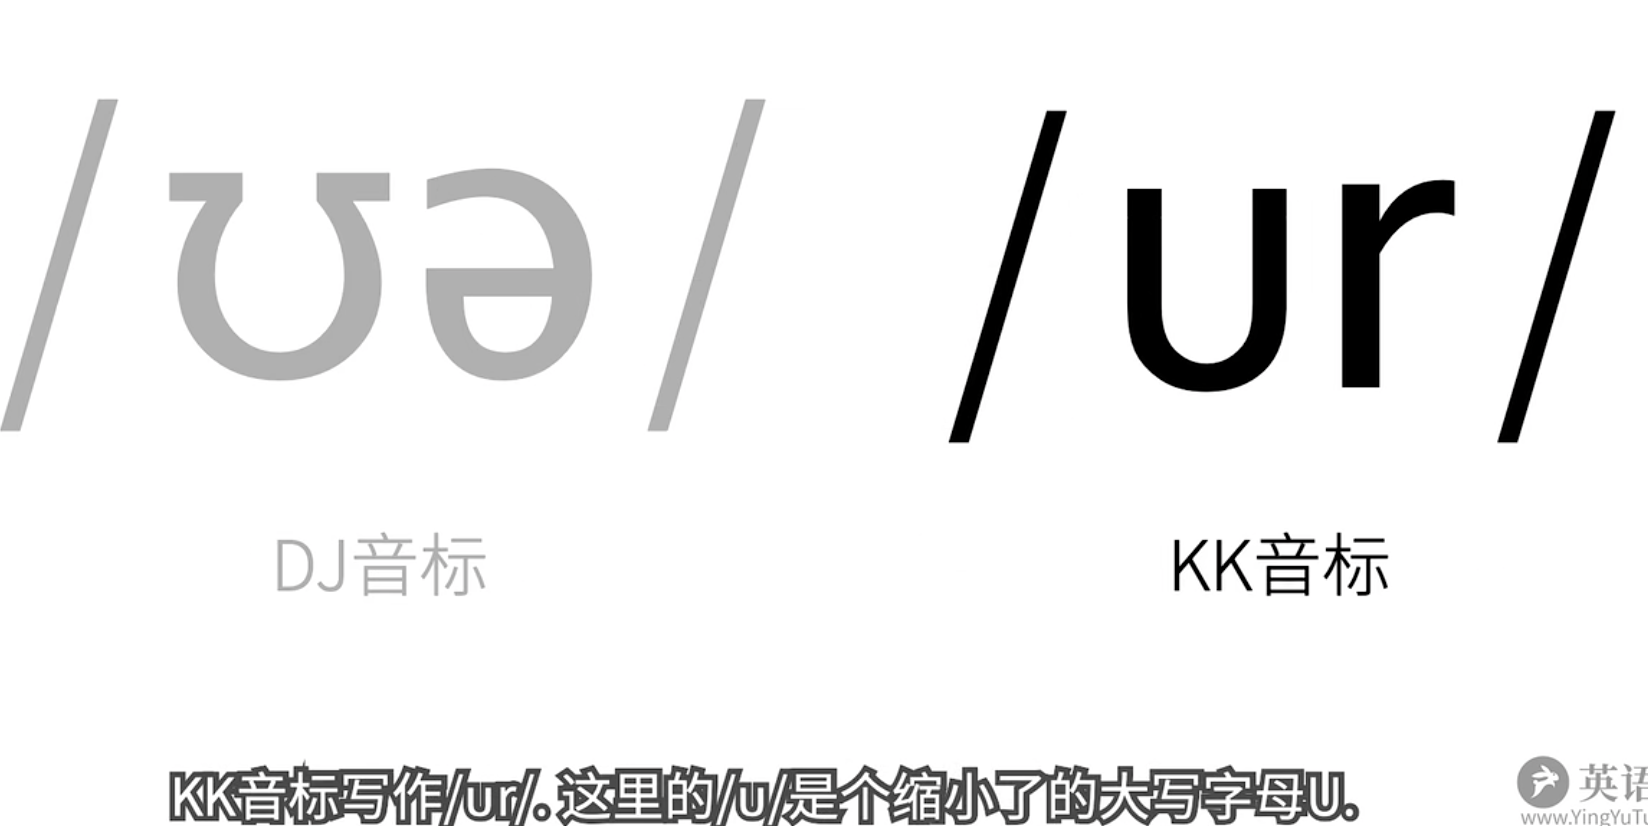 /ʊə/ /ᴜr/
DJ音标 KK音标
KK音标写作/ur/. 这里的/u/是个缩小了的大写字母U.
英语
www.YingYuTu